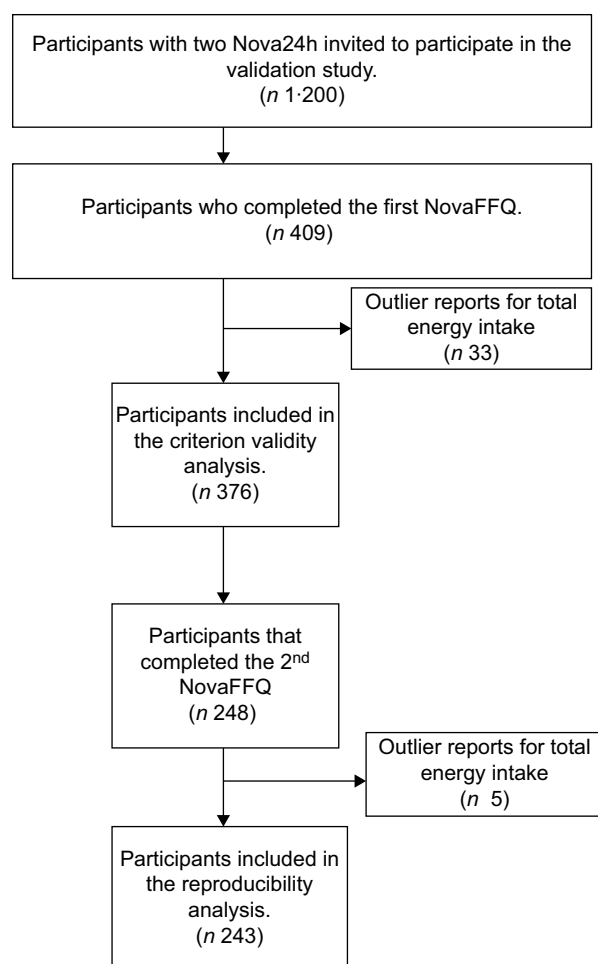 Participants with two Nova24h invited to participate in the
validation study.
(n 1·200)
Participants who completed the first NovaFFQ.
(n 409)
Outlier reports for total
energy intake
(n 33)
Participants included in
the criterion validity
analysis.
(n 376)
Participants that
completed the 2nd
NovaFFQ
(n 248)
Outlier reports for total
energy intake
(n 5)
Participants included in
the reproducibility
analysis.
(n 243)